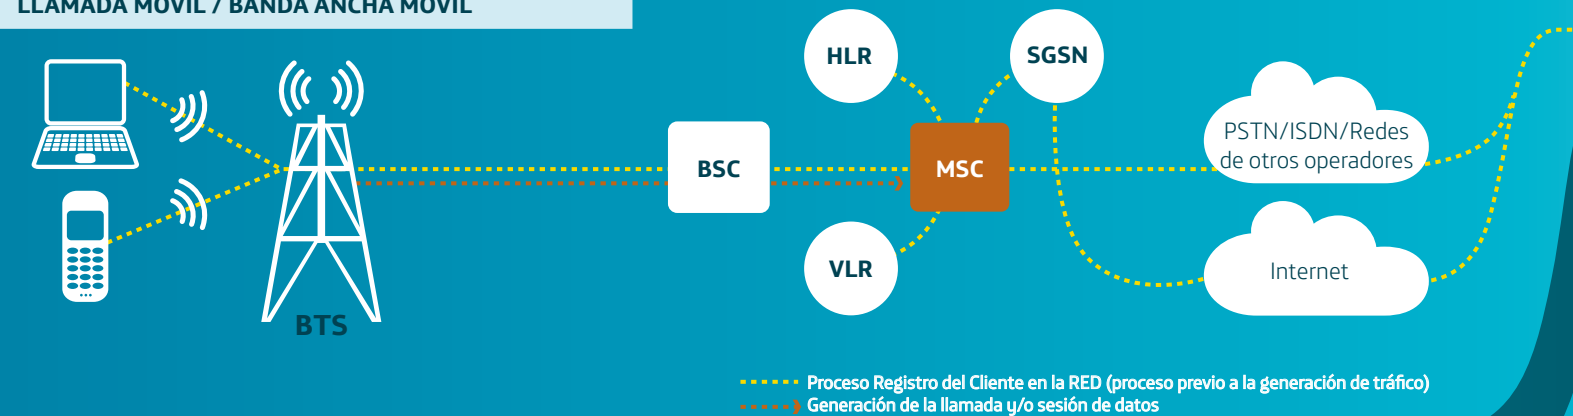 LLAMADA MÓVIL / BANDA ANCHA MÓVIL
HLR
SGSN
PSTN/ISDN/Redes
de otros operadores
BSC
MSC
VLR
Internet
BTS
Proceso Registro del Cliente en la RED (proceso previo a la generación de tráfico)
Generación de la llamada y/o sesión de datos